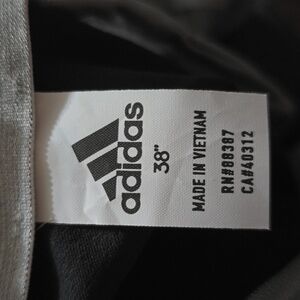 adidas
38"
MADE IN VIETNAM
RN#88387
CA#40312